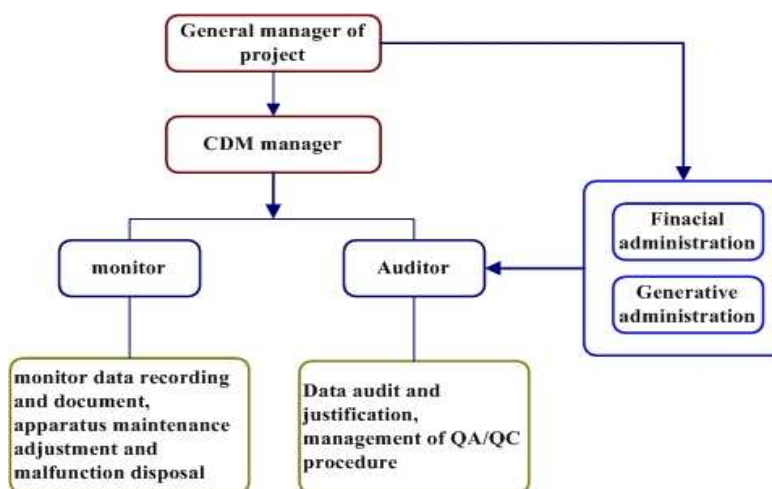 General manager of
project
CDM manager
Finacial
administration
monitor
Auditor
Generative
administration
monitor data recording
and document,
apparatus maintenance
adjustment and
malfunction disposal
Data audit and
justification,
management of QA/QC
procedure